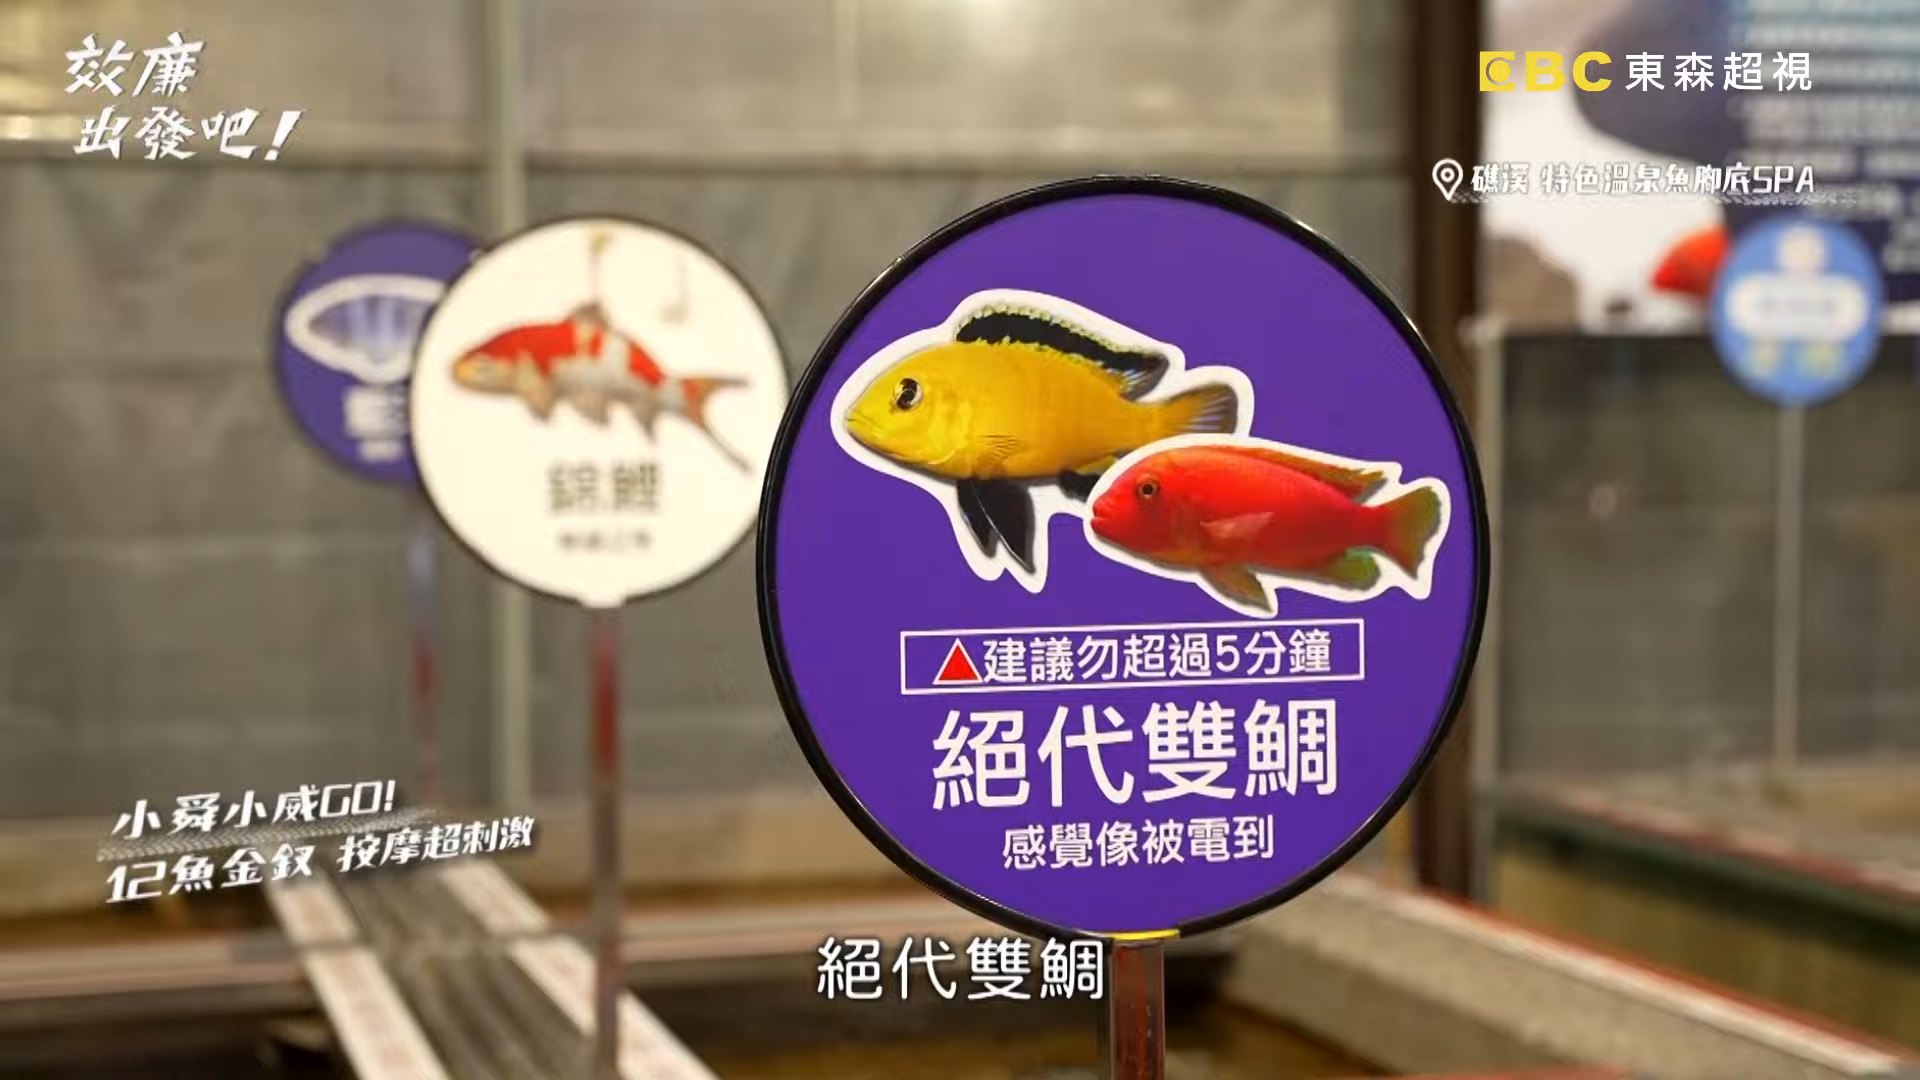 效廉
出發吧!
EBC 東森超視
礁溪 特色溫泉魚腳底SPA
錦鯉
建議勿超過5分鐘
絕代雙鯛
感覺像被電到
小舜小威GO!
12魚金釵 按摩超刺激
絕代雙鯛